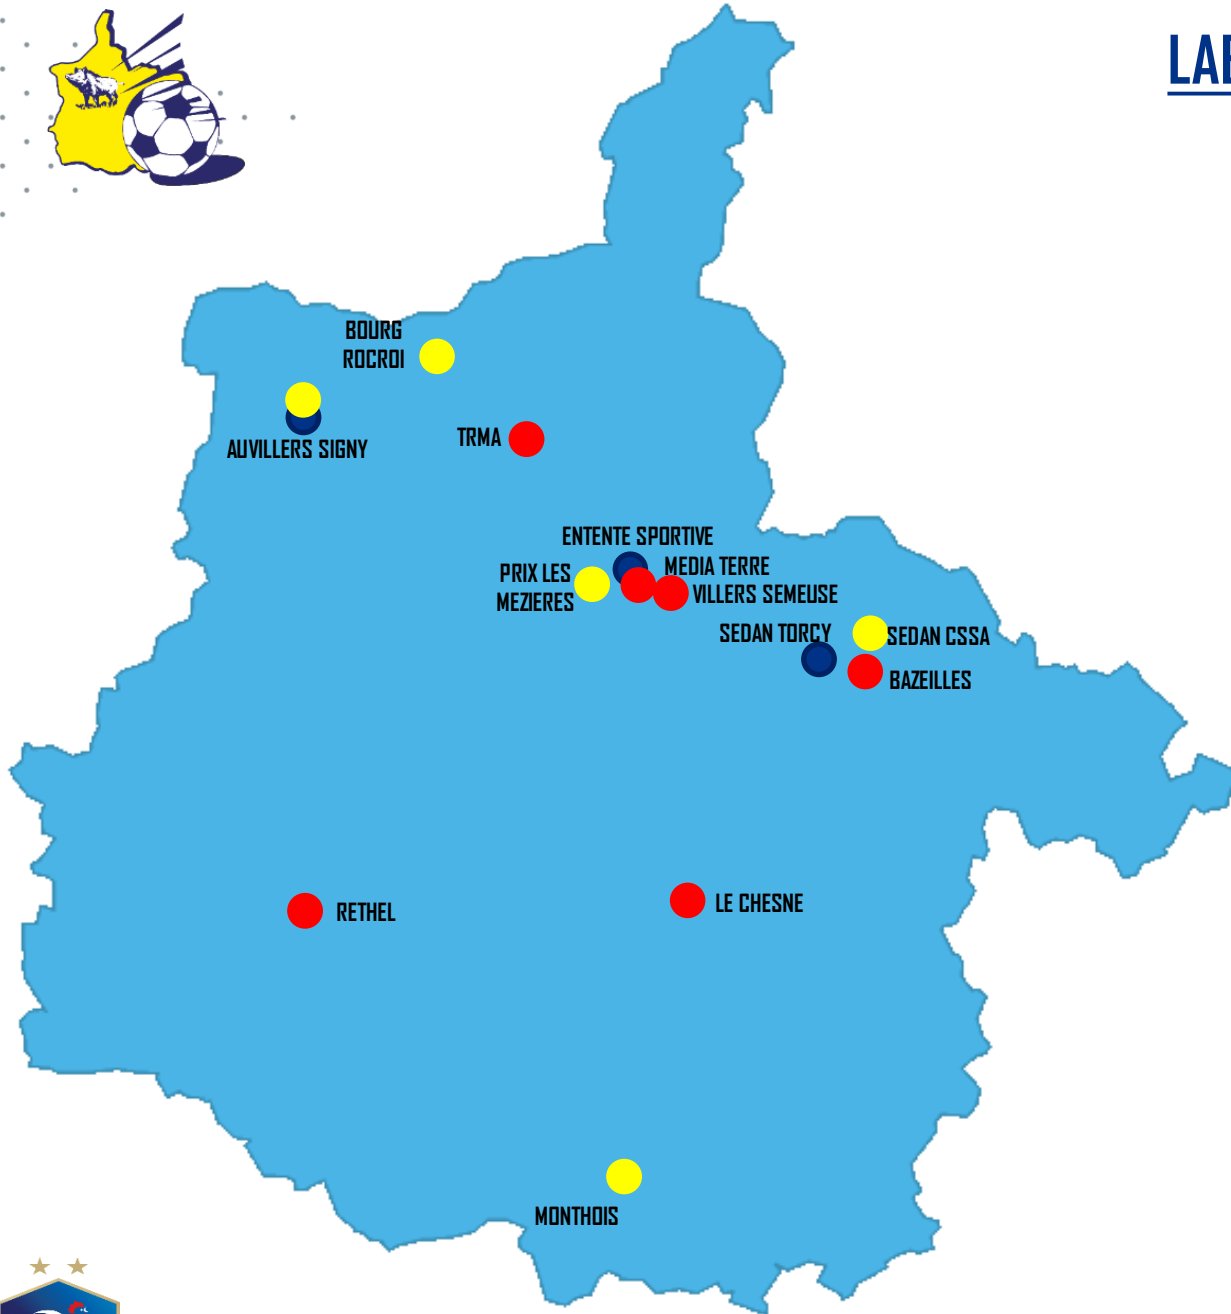 BOURG
ROCROI
AUVILLERS SIGNY
TRMA
ENTENTE SPORTIVE
PRIX LES
MEZIERES
MEDIA TERRE
VILLERS SEMEUSE
SEDAN TORCY
SEDAN CSSA
BAZEILLES
RETHEL
LE CHESNE
MONTHOIS